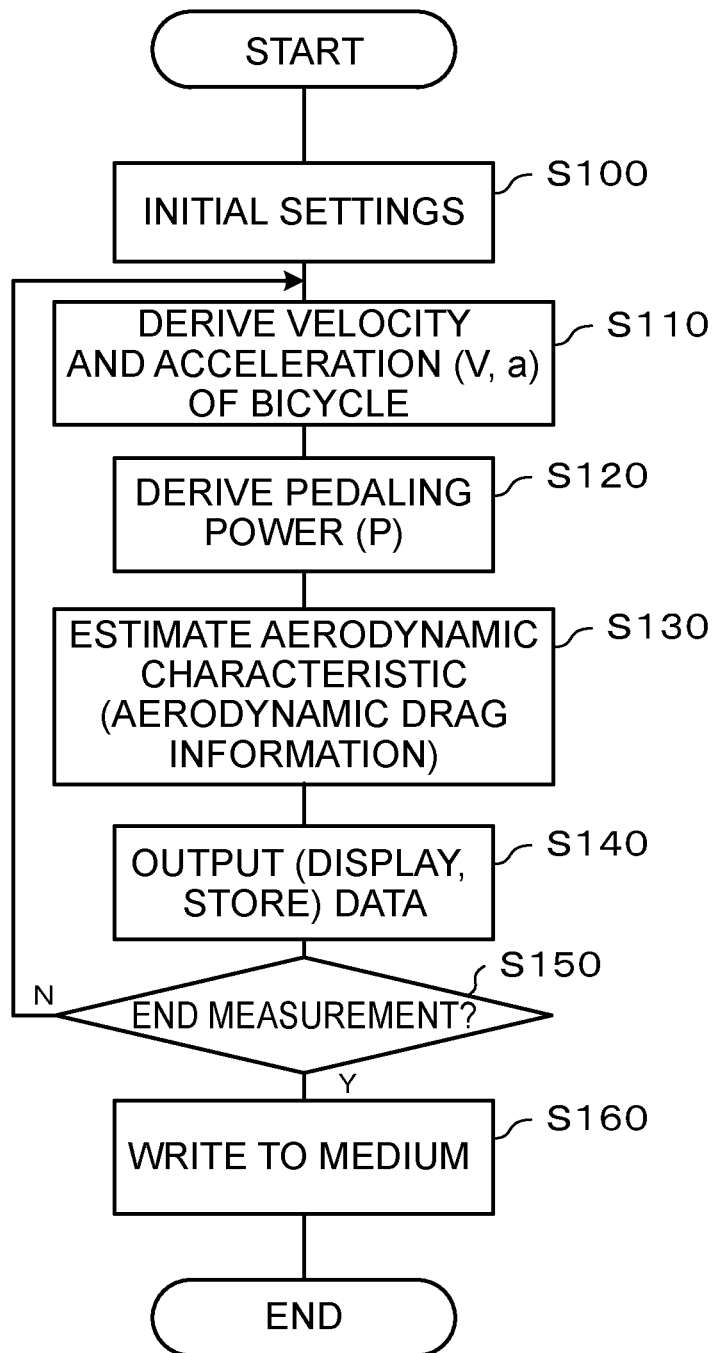 START
S100
INITIAL SETTINGS
S110
DERIVE VELOCITY
AND ACCELERATION (V, a)
OF BICYCLE
S120
DERIVE PEDALING
POWER (P)
S130
ESTIMATE AERODYNAMIC
CHARACTERISTIC
(AERODYNAMIC DRAG
INFORMATION)
S140
OUTPUT (DISPLAY,
STORE) DATA
S150
N
END MEASUREMENT?
Y
S160
WRITE TO MEDIUM
END